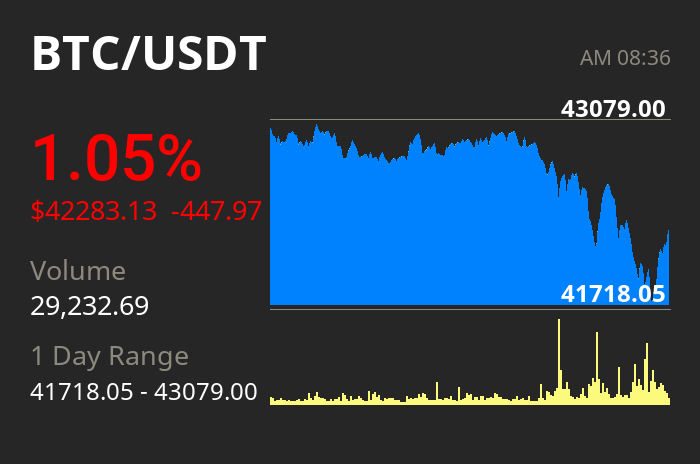 BTC/USDT
AM 08:36
43079.00
1.05%
$42283.13 -447.97
Volume
29,232.69
41718.05
1 Day Range
41718.05 - 43079.00